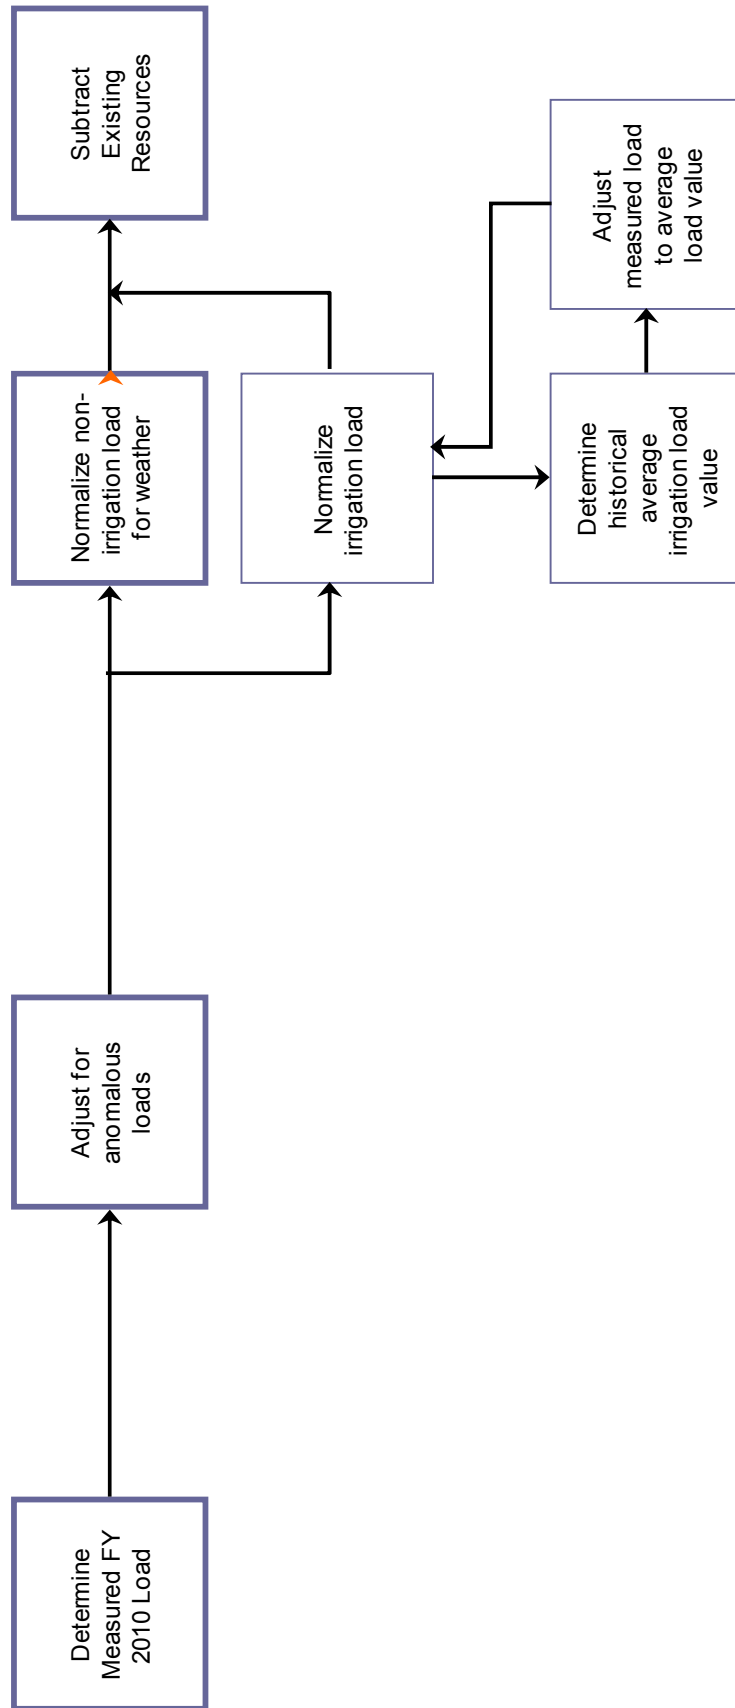 Determine
Measured FY
2010 Load
Adjust for
anomalous
loads
Normalize non-
irrigation load
for weather
Subtract
Existing
Resources
Normalize
irrigation load
Determine
historical
average
irrigation load
value
Adjust
measured load
to average
load value